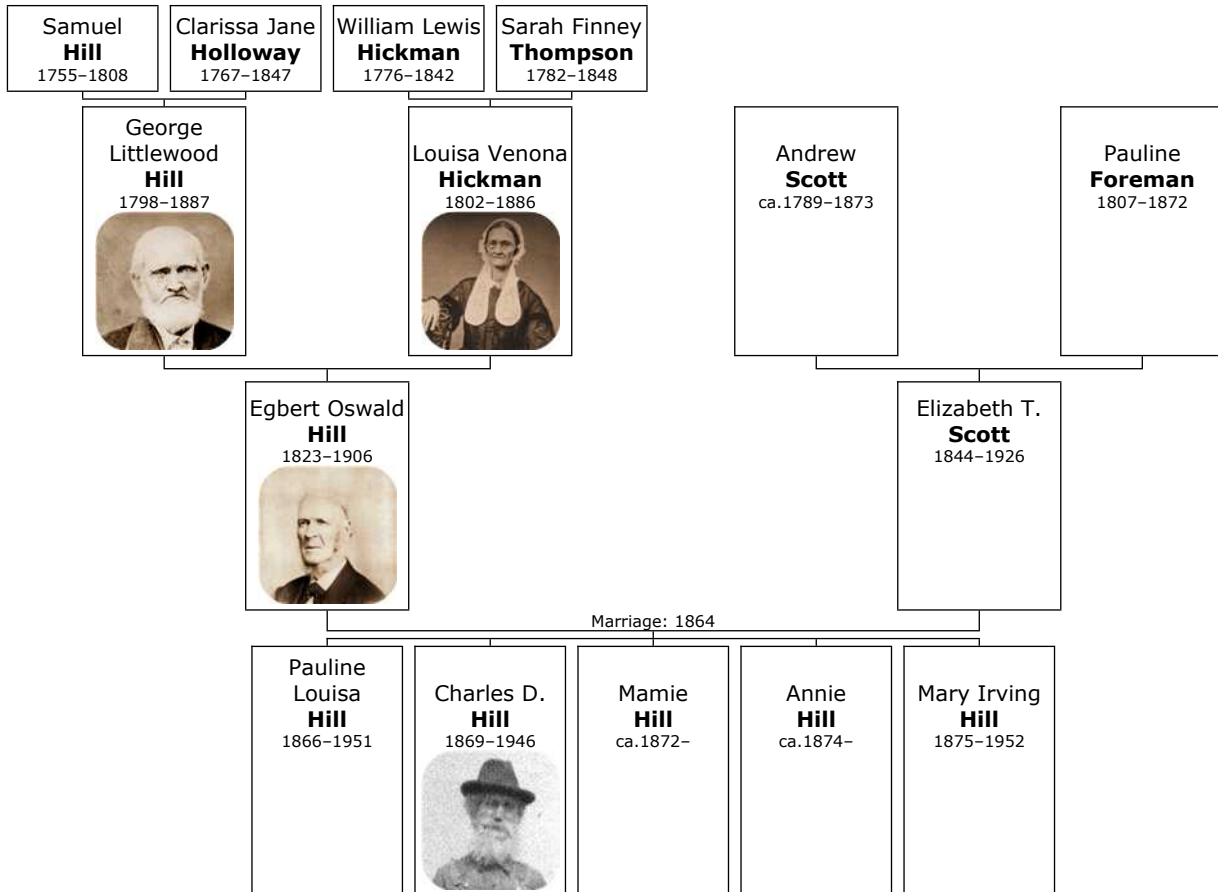 Samuel
Hill
1755–1808
Clarissa Jane
Holloway
1767–1847
William Lewis
Hickman
1776–1842
Sarah Finney
Thompson
1782–1848
George
Littlewood
Hill
1798–1887
Louisa Venona
Hickman
1802–1886
Andrew
Scott
ca.1789–1873
Pauline
Foreman
1807–1872
Egbert Oswald
Hill
1823–1906
Elizabeth T.
Scott
1844–1926
Marriage: 1864
Pauline
Louisa
Hill
1866–1951
Charles D.
Hill
1869–1946
Mamie
Hill
ca.1872–
Annie
Hill
ca.1874–
Mary Irving
Hill
1875–1952